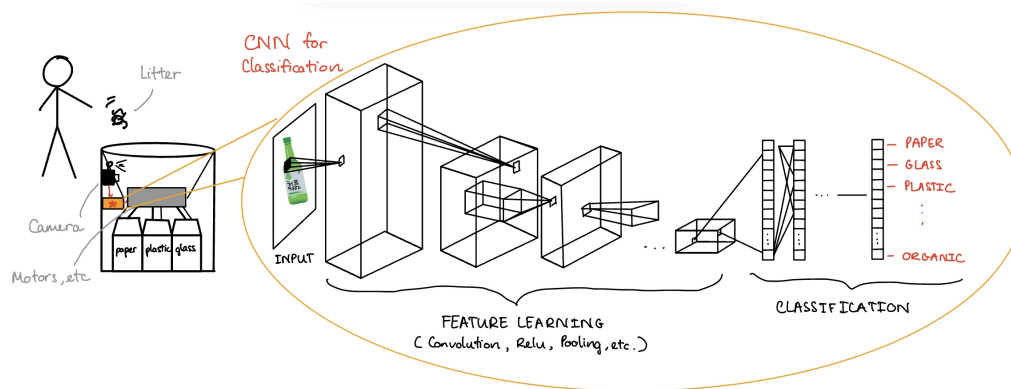 CNN for
Classification
Litter
Camera
Motors, etc
paper
plastic
glass
INPUT
FEATURE LEARNING
( Convolution, Relu, Pooling, etc. )
...
...
CLASSIFICATION
PAPER
GLASS
PLASTIC
ORGANIC